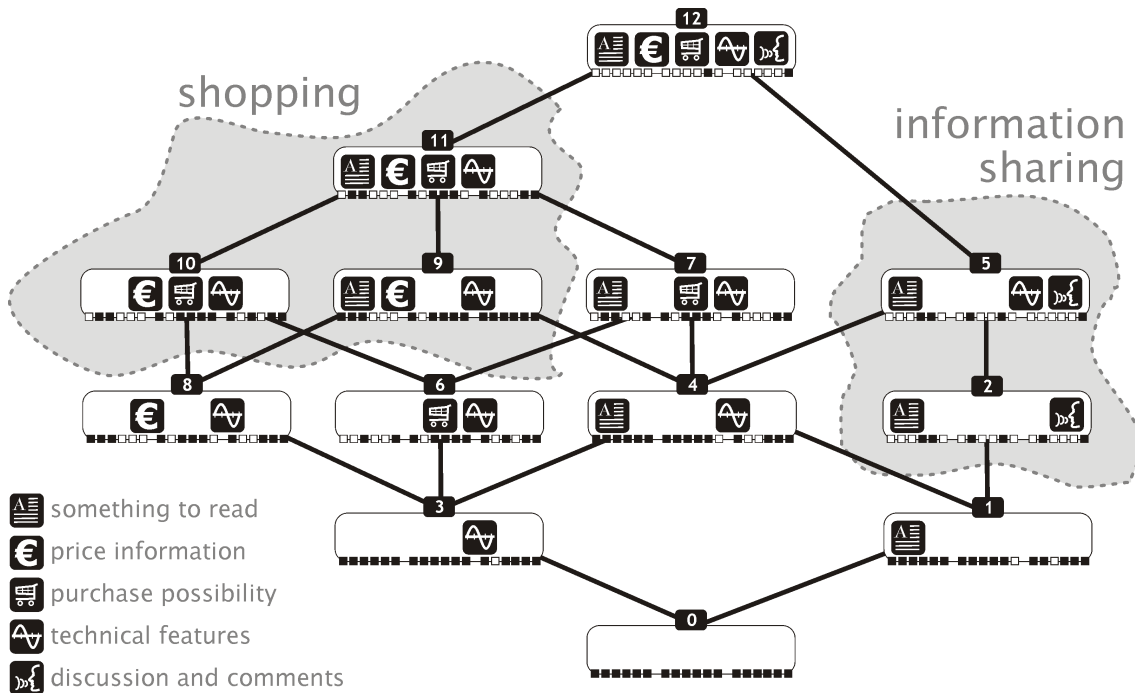 12
shopping
information
sharing
11
10
9
7
5
8
6
4
2
3
1
0
something to read
price information
purchase possibility
technical features
discussion and comments